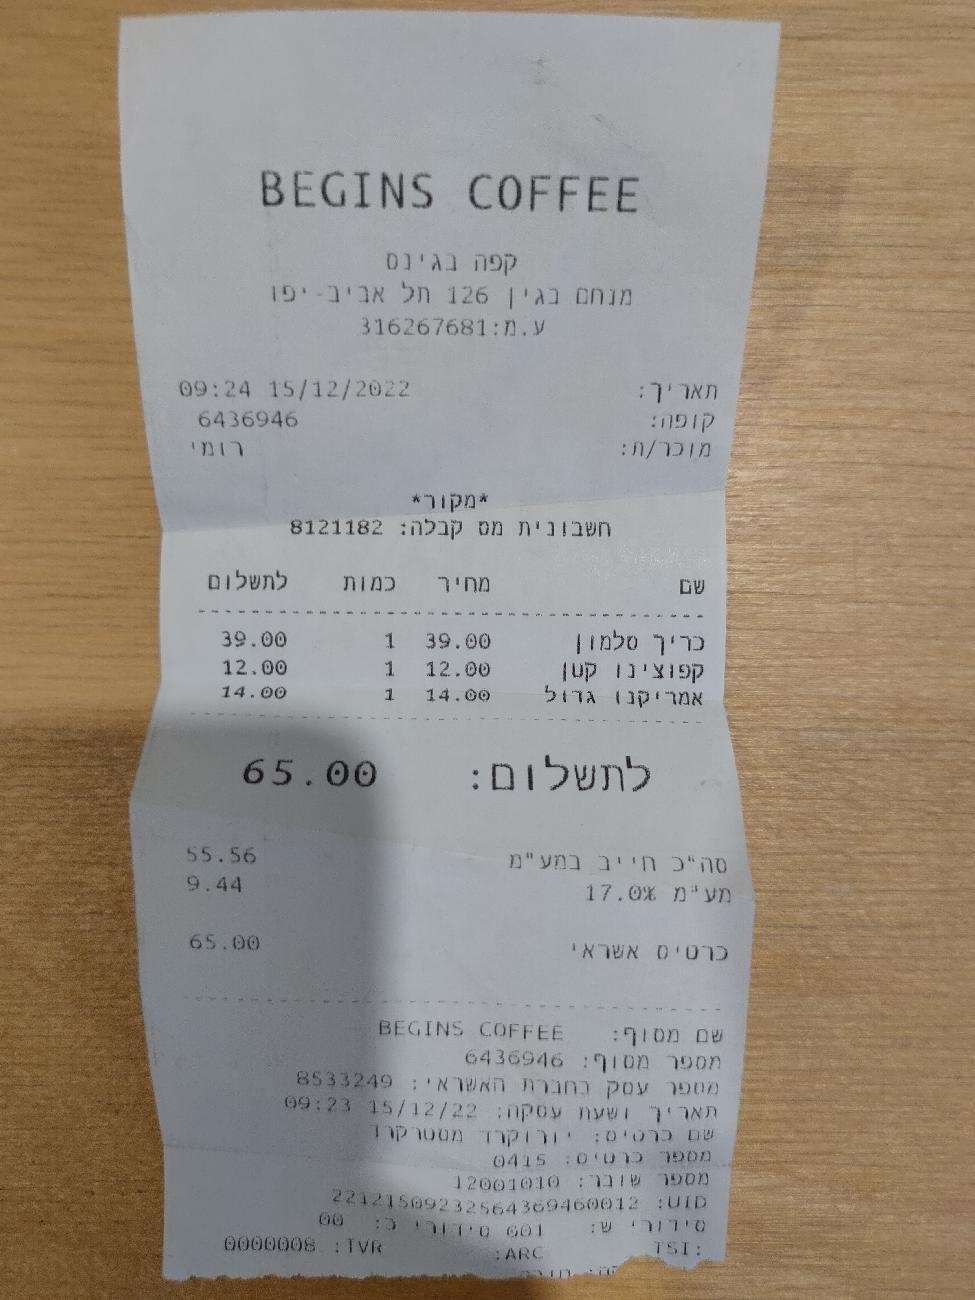 BEGINS COFFEE
קפה בגינס
מנחם בגין 126 תל אביב-יפו
ע.מ:316267681
תאריך: 09:24 15/12/2022
קופה: 6436946
מוכר/ת: רומי
*מקור*
חשבונית מס קבלה: 8121182
שם מחיר כמות לתשלום
כריך סלמון 39.00 1 39.00
קפוצינו קטן 12.00 1 12.00
אמריקנו גדול 14.00 1 14.00
לתשלום: 65.00
סה"כ חייב במע"מ 55.56
מע"מ 17.0% 9.44
כרטיס אשראי 65.00
שם מסוף: BEGINS COFFEE
מספר מסוף: 6436946
מספר עסק בחברת האשראי: 8533249
תאריך ושעת עסקה: 09:23 15/12/22
שם כרטיס: יורוקרד מסטרקרד
מספר כרטיס: 0415
מספר שובר: 12001010
UID: 22121509232564369460012
סידורי ש: 001 סידורי כ: 00
TSI: ARC: TVR: 0000008